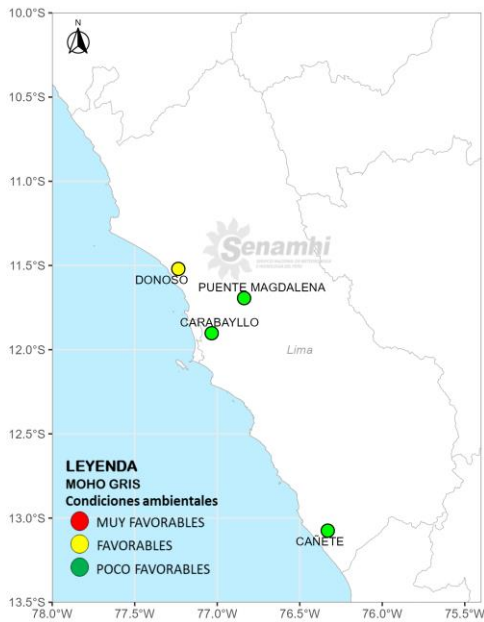 10.0°S
N
10.5°S
11.0°S
Senamhi
11.5°S
DONOSO
PUENTE MAGDALENA
CARABAYLLO
12.0°S
Lima
12.5°S
LEYENDA
MOHO GRIS
Condiciones ambientales
13.0°S
MUY FAVORABLES
CAÑETE
FAVORABLES
POCO FAVORABLES
13.5°S
78.0°W 77.5°W 77.0°W 76.5°W 76.0°W 75.5°W